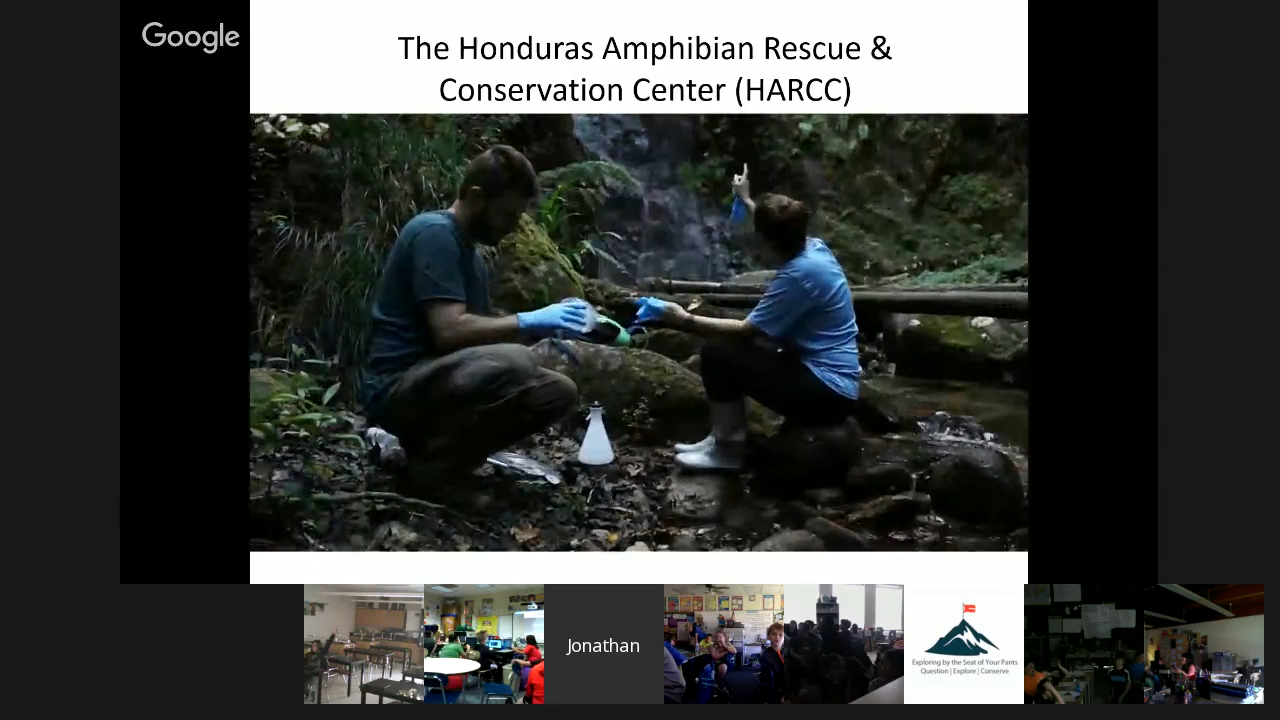 Google
The Honduras Amphibian Rescue &
Conservation Center (HARCC)
Jonathan
Exploring by the Seat of Your Pants
Question | Explore | Conserve